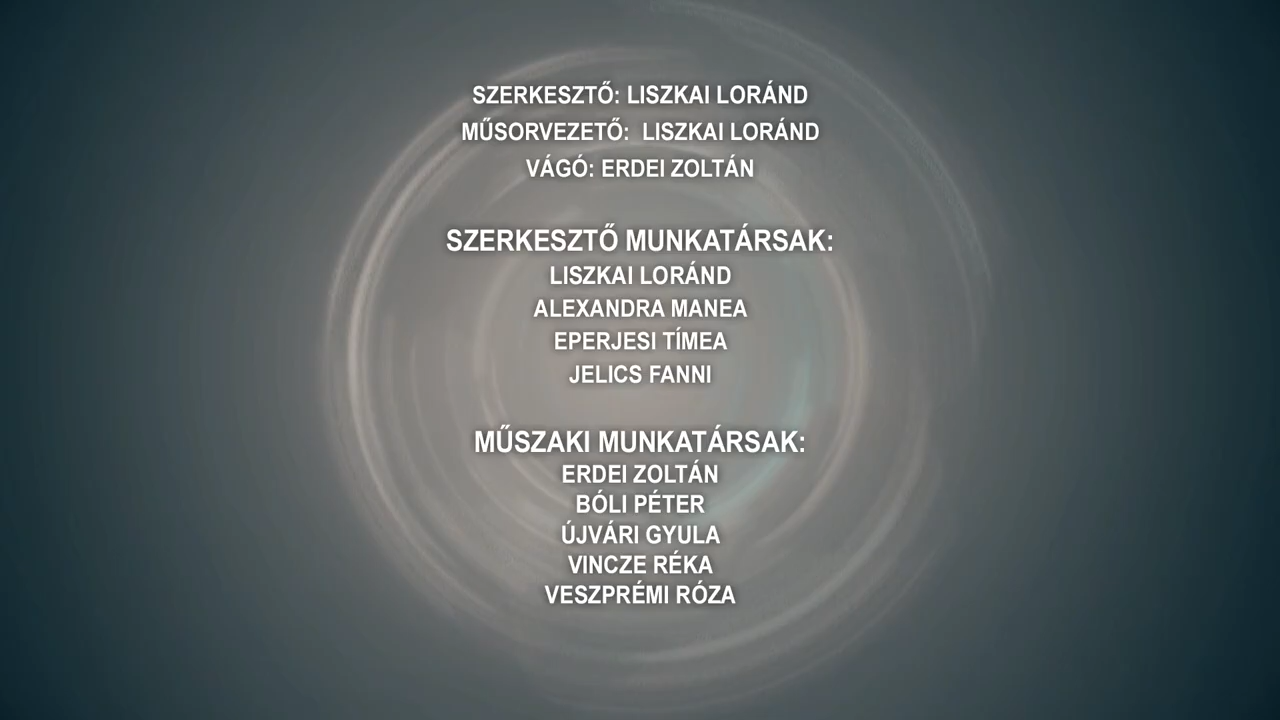 SZERKESZTŐ: LISZKAI LORÁND
MŰSORVEZETŐ: LISZKAI LORÁND
VÁGÓ: ERDEI ZOLTÁN
SZERKESZTŐ MUNKATÁRSAK:
LISZKAI LORÁND
ALEXANDRA MANEA
EPERJESI TÍMEA
JELICS FANNI
MŰSZAKI MUNKATÁRSAK:
ERDEI ZOLTÁN
BÓLI PÉTER
ÚJVÁRI GYULA
VINCZE RÉKA
VESZPRÉMI RÓZA